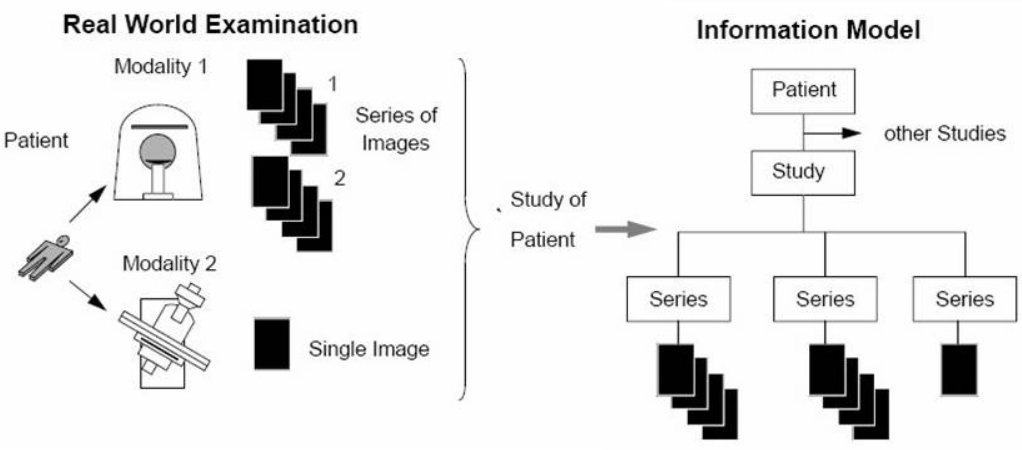 Real World Examination
Modality 1
1
Series of
Images
Patient
2
Modality 2
Single Image
Study of
Patient
Information Model
Patient
other Studies
Study
Series
Series
Series